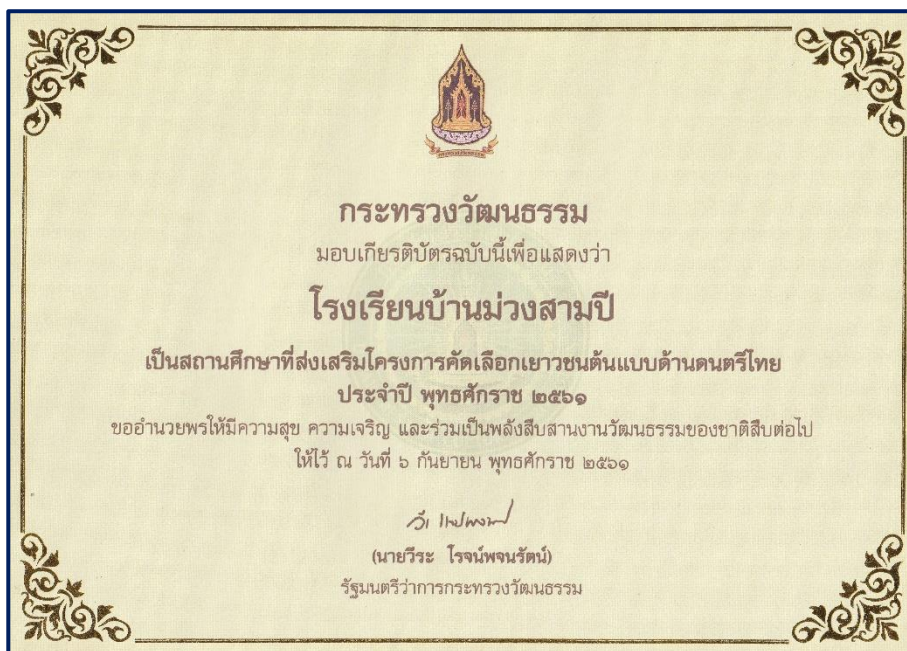 กระทรวงวัฒนธรรม
มอบเกียรติบัตรฉบับนี้เพื่อแสดงว่า
โรงเรียนบ้านม่วงสามปี
เป็นสถานศึกษาที่ส่งเสริมโครงการคัดเลือกเยาวชนต้นแบบด้านดนตรีไทย
ประจำปี พุทธศักราช ๒๕๖๑
ขออำนวยพรให้มีความสุข ความเจริญ และร่วมเป็นพลังสืบสานงานวัฒนธรรมของชาติสืบต่อไป
ให้ไว้ ณ วันที่ ๖ กันยายน พุทธศักราช ๒๕๖๑
(นายวีระ โรจน์พจนรัตน์)
รัฐมนตรีว่าการกระทรวงวัฒนธรรม